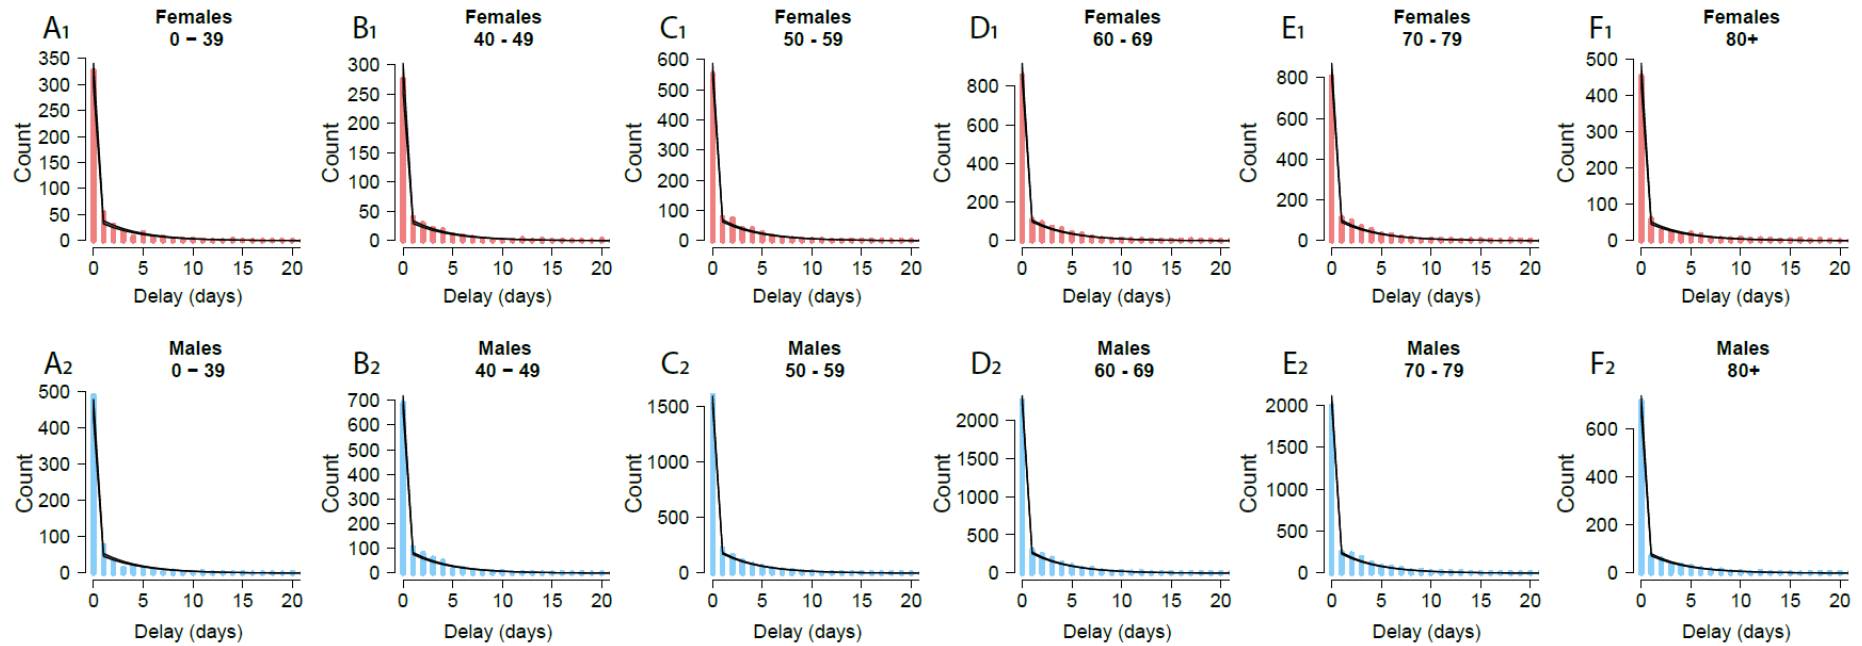 A1 Females
0 – 39
350
300
250
200
150
100
50
0
Count
0 5 10 15 20
Delay (days)
B1 Females
40 - 49
300
250
200
150
100
50
0
Count
0 5 10 15 20
Delay (days)
C1 Females
50 - 59
600
500
400
300
200
100
0
Count
0 5 10 15 20
Delay (days)
D1 Females
60 - 69
800
600
400
200
0
Count
0 5 10 15 20
Delay (days)
E1 Females
70 - 79
800
600
400
200
0
Count
0 5 10 15 20
Delay (days)
F1 Females
80+
500
400
300
200
100
0
Count
0 5 10 15 20
Delay (days)
A2 Males
0 – 39
500
400
300
200
100
0
Count
0 5 10 15 20
Delay (days)
B2 Males
40 – 49
700
600
500
400
300
200
100
0
Count
0 5 10 15 20
Delay (days)
C2 Males
50 - 59
1500
1000
500
0
Count
0 5 10 15 20
Delay (days)
D2 Males
60 - 69
2000
1500
1000
500
0
Count
0 5 10 15 20
Delay (days)
E2 Males
70 - 79
2000
1500
1000
500
0
Count
0 5 10 15 20
Delay (days)
F2 Males
80+
600
400
200
0
Count
0 5 10 15 20
Delay (days)